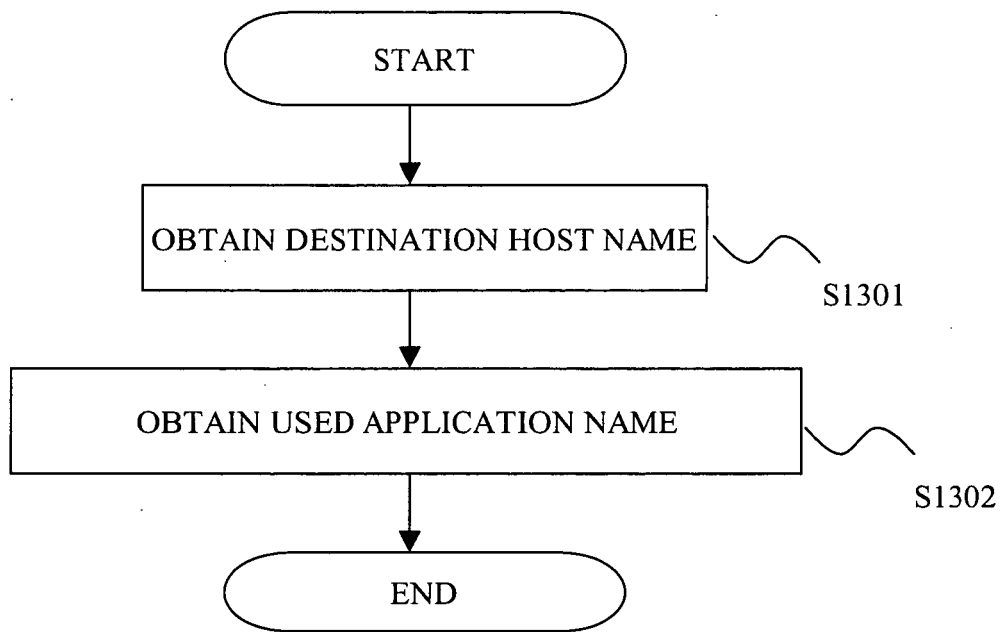 START
OBTAIN DESTINATION HOST NAME
S1301
OBTAIN USED APPLICATION NAME
S1302
END